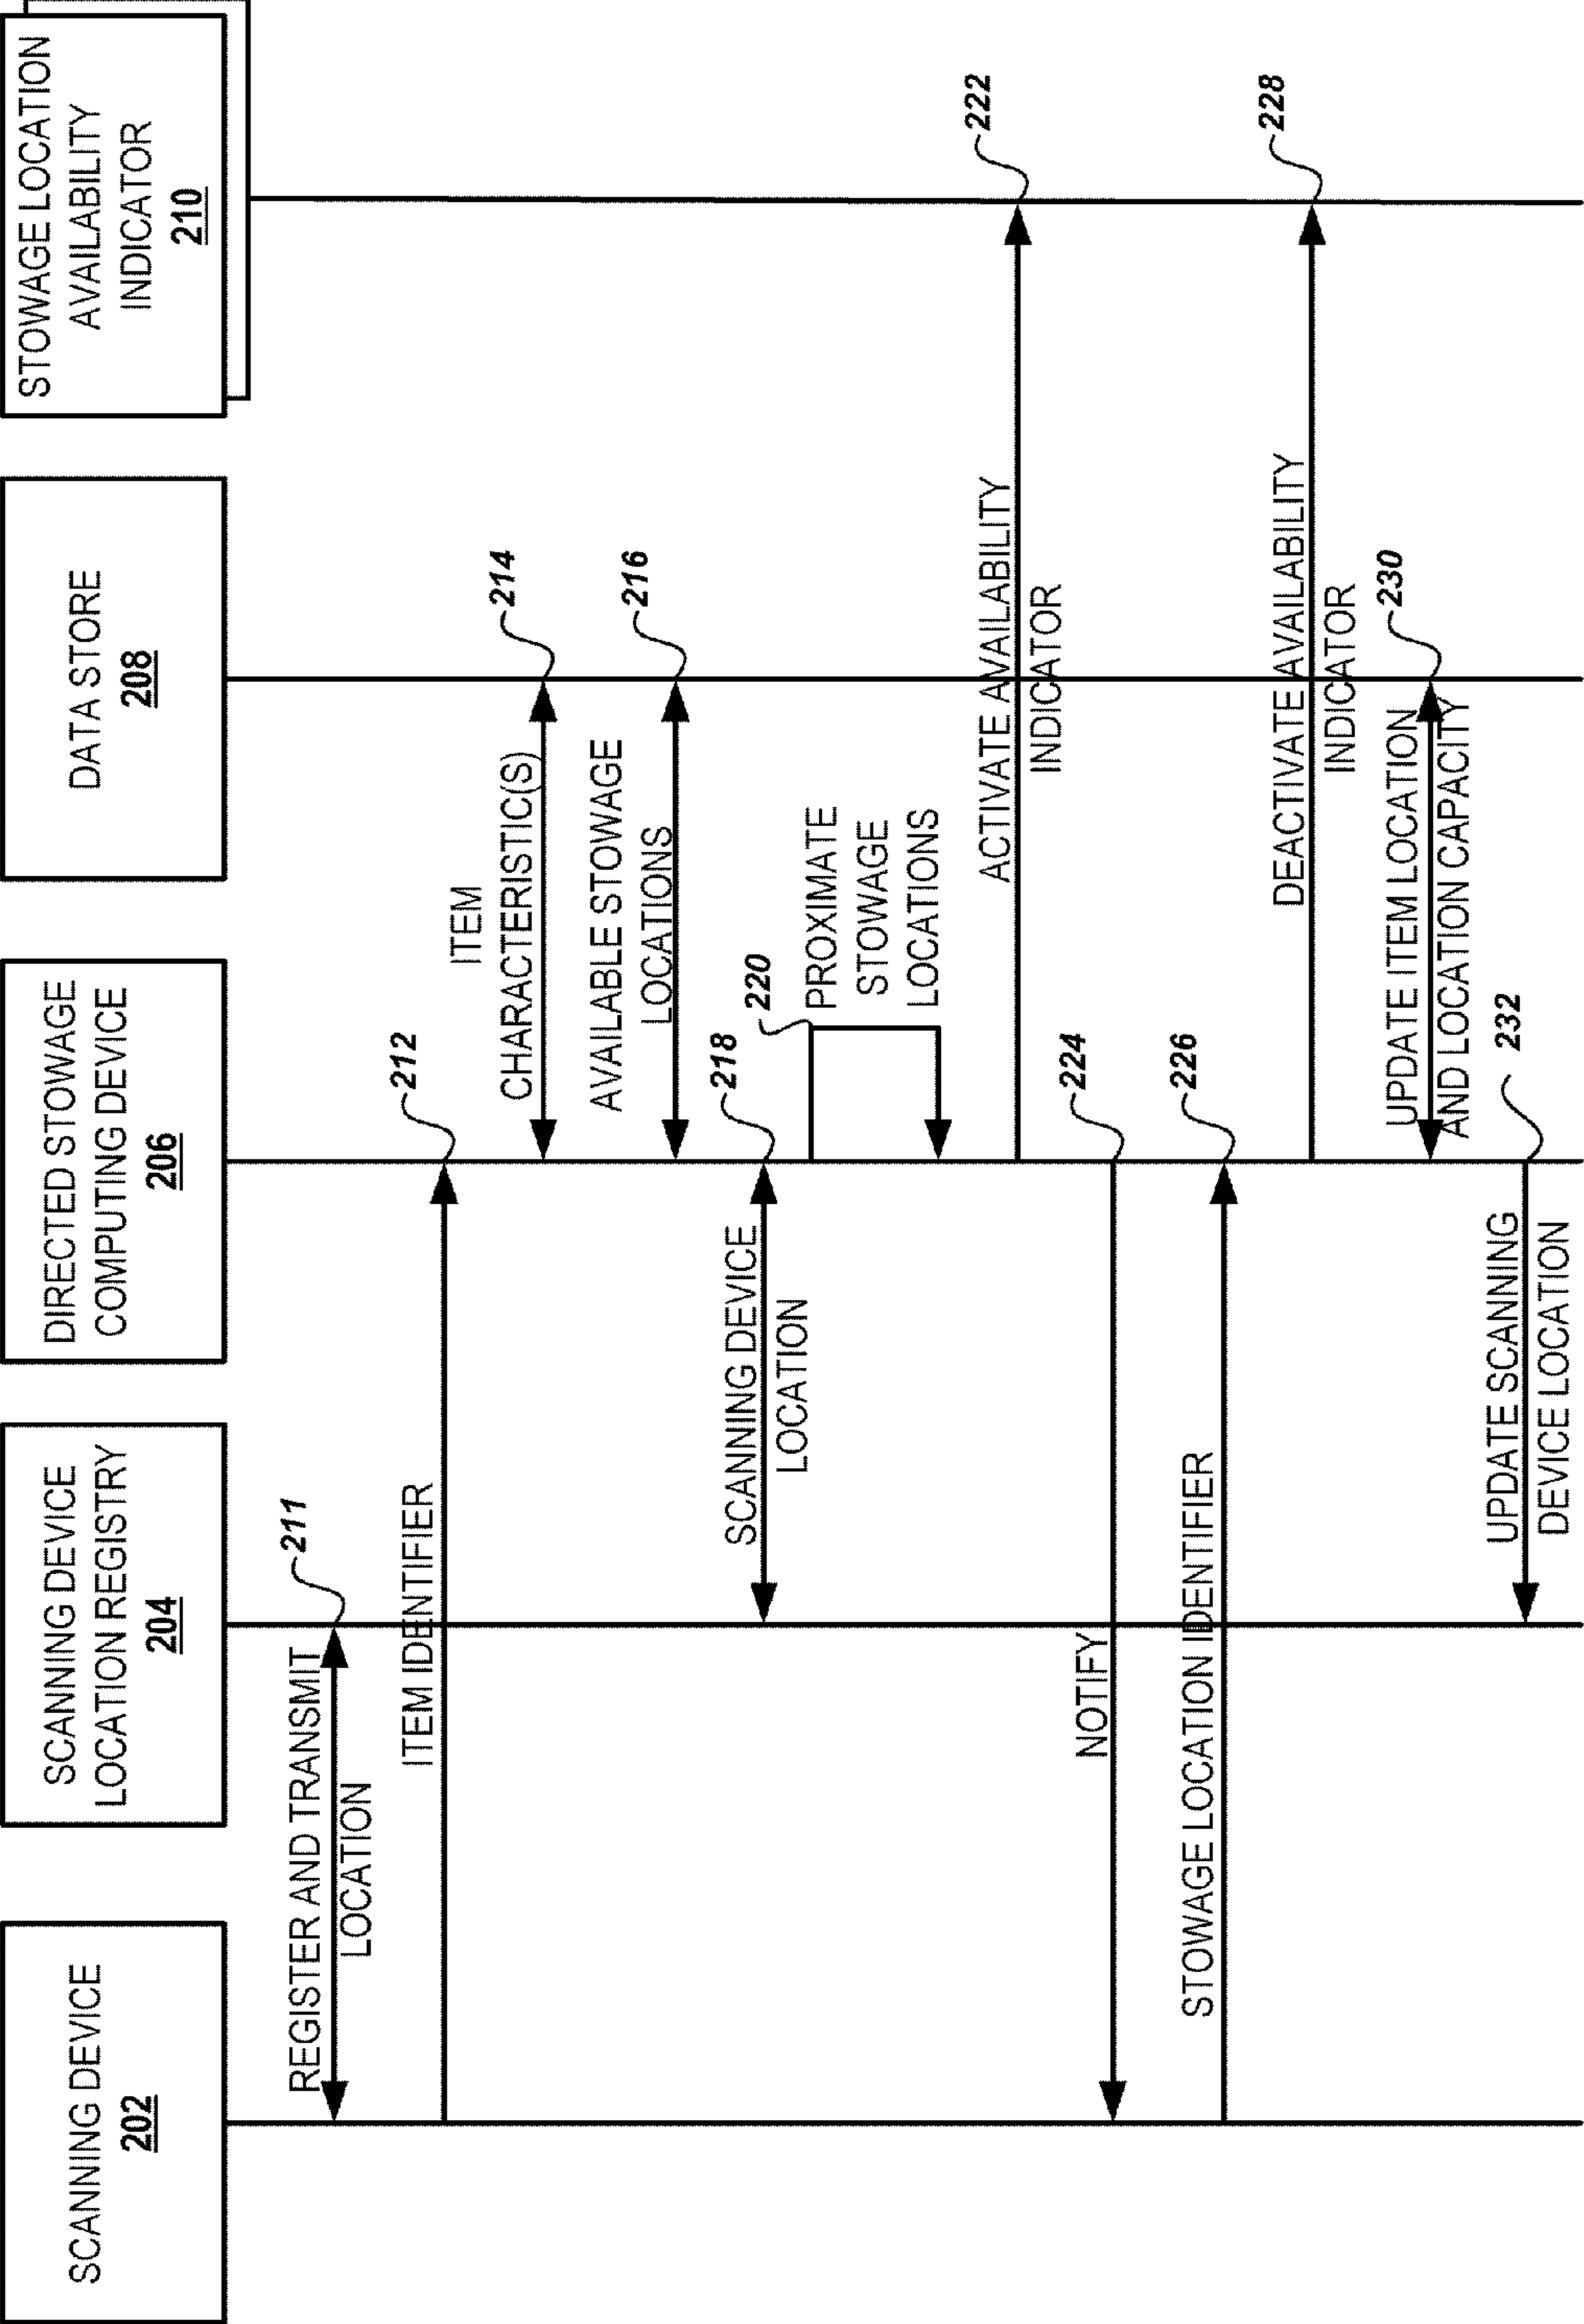 SCANNING DEVICE
202
SCANNING DEVICE
LOCATION REGISTRY
204
DIRECTED STOWAGE
COMPUTING DEVICE
206
DATA STORE
208
STOWAGE LOCATION
AVAILABILITY
INDICATOR
210
REGISTER AND TRANSMIT
LOCATION
211
ITEM IDENTIFIER
212
ITEM
CHARACTERISTIC(S)
214
AVAILABLE STOWAGE
LOCATIONS
216
SCANNING DEVICE
LOCATION
218
220
PROXIMATE
STOWAGE
LOCATIONS
ACTIVATE AVAILABILITY
INDICATOR
222
NOTIFY
224
STOWAGE LOCATION IDENTIFIER
226
DEACTIVATE AVAILABILITY
INDICATOR
228
UPDATE ITEM LOCATION
AND LOCATION CAPACITY
230
UPDATE SCANNING
DEVICE LOCATION
232